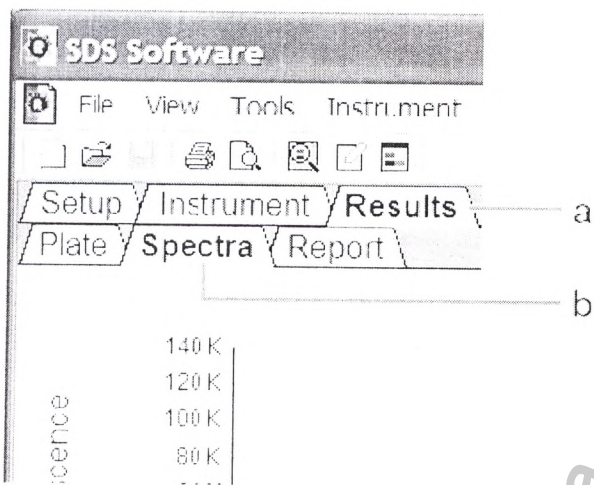 SDS Software
File View Tools Instrument
Setup Instrument Results
a
Plate Spectra Report
b
140 K
120 K
100 K
80 K